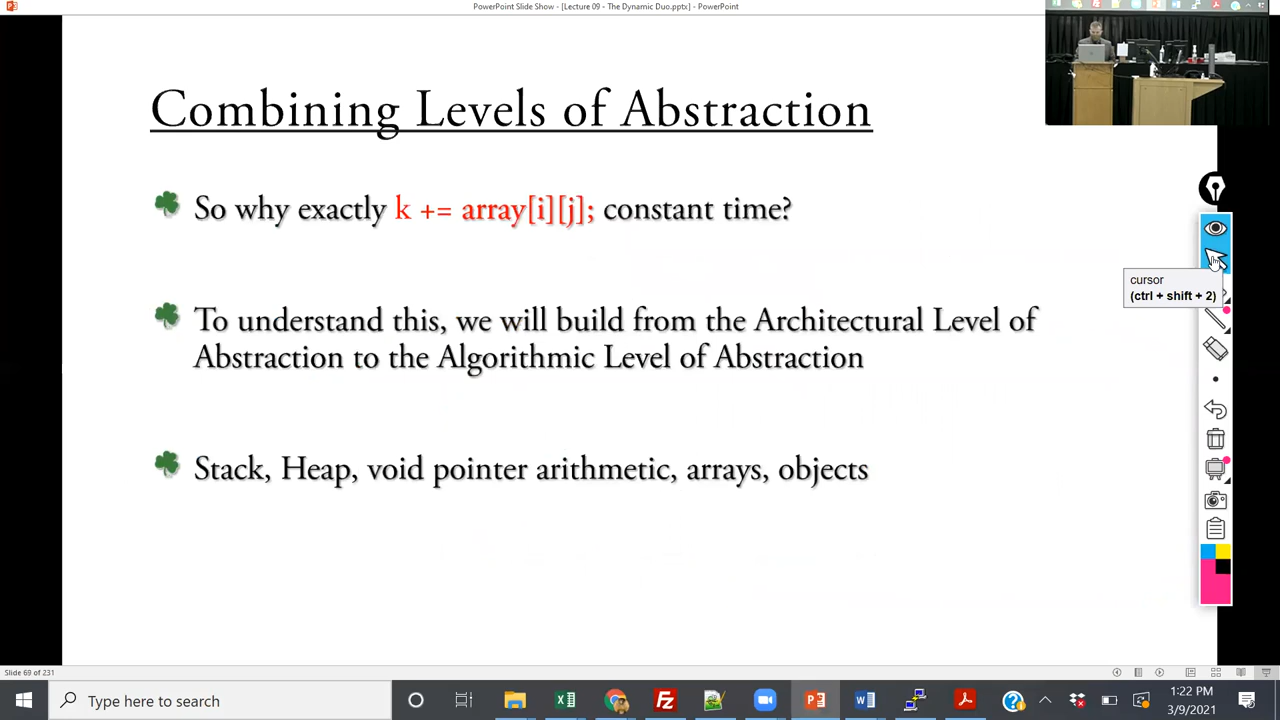 PowerPoint Slide Show - [Lecture 09 - The Dynamic Duo.pptx] - PowerPoint
Combining Levels of Abstraction
So why exactly k += array[i][j]; constant time?
cursor
(ctrl + shift + 2)
To understand this, we will build from the Architectural Level of
Abstraction to the Algorithmic Level of Abstraction
Stack, Heap, void pointer arithmetic, arrays, objects
Slide 69 of 231
Type here to search
1:22 PM
3/9/2021